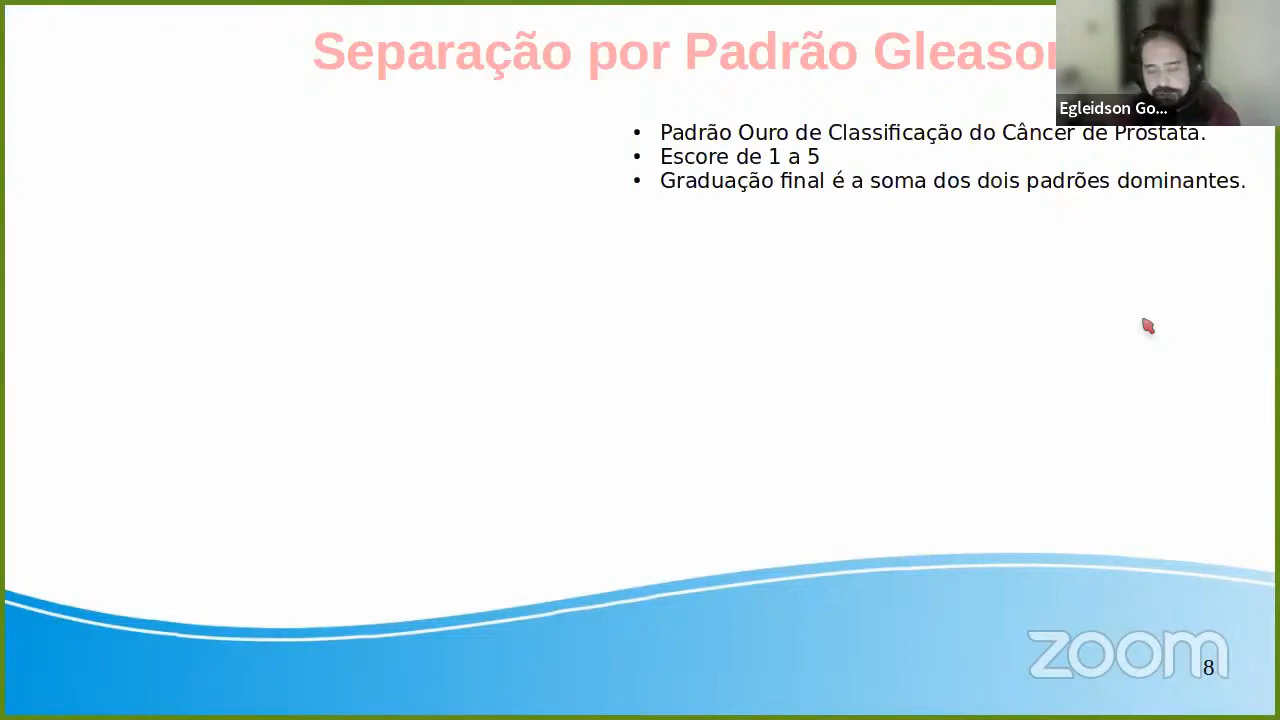 Separação por Padrão Gleason
Egleidson Go...
• Padrão Ouro de Classificação do Câncer de Próstata.
• Escore de 1 a 5
• Graduação final é a soma dos dois padrões dominantes.
zoom
8